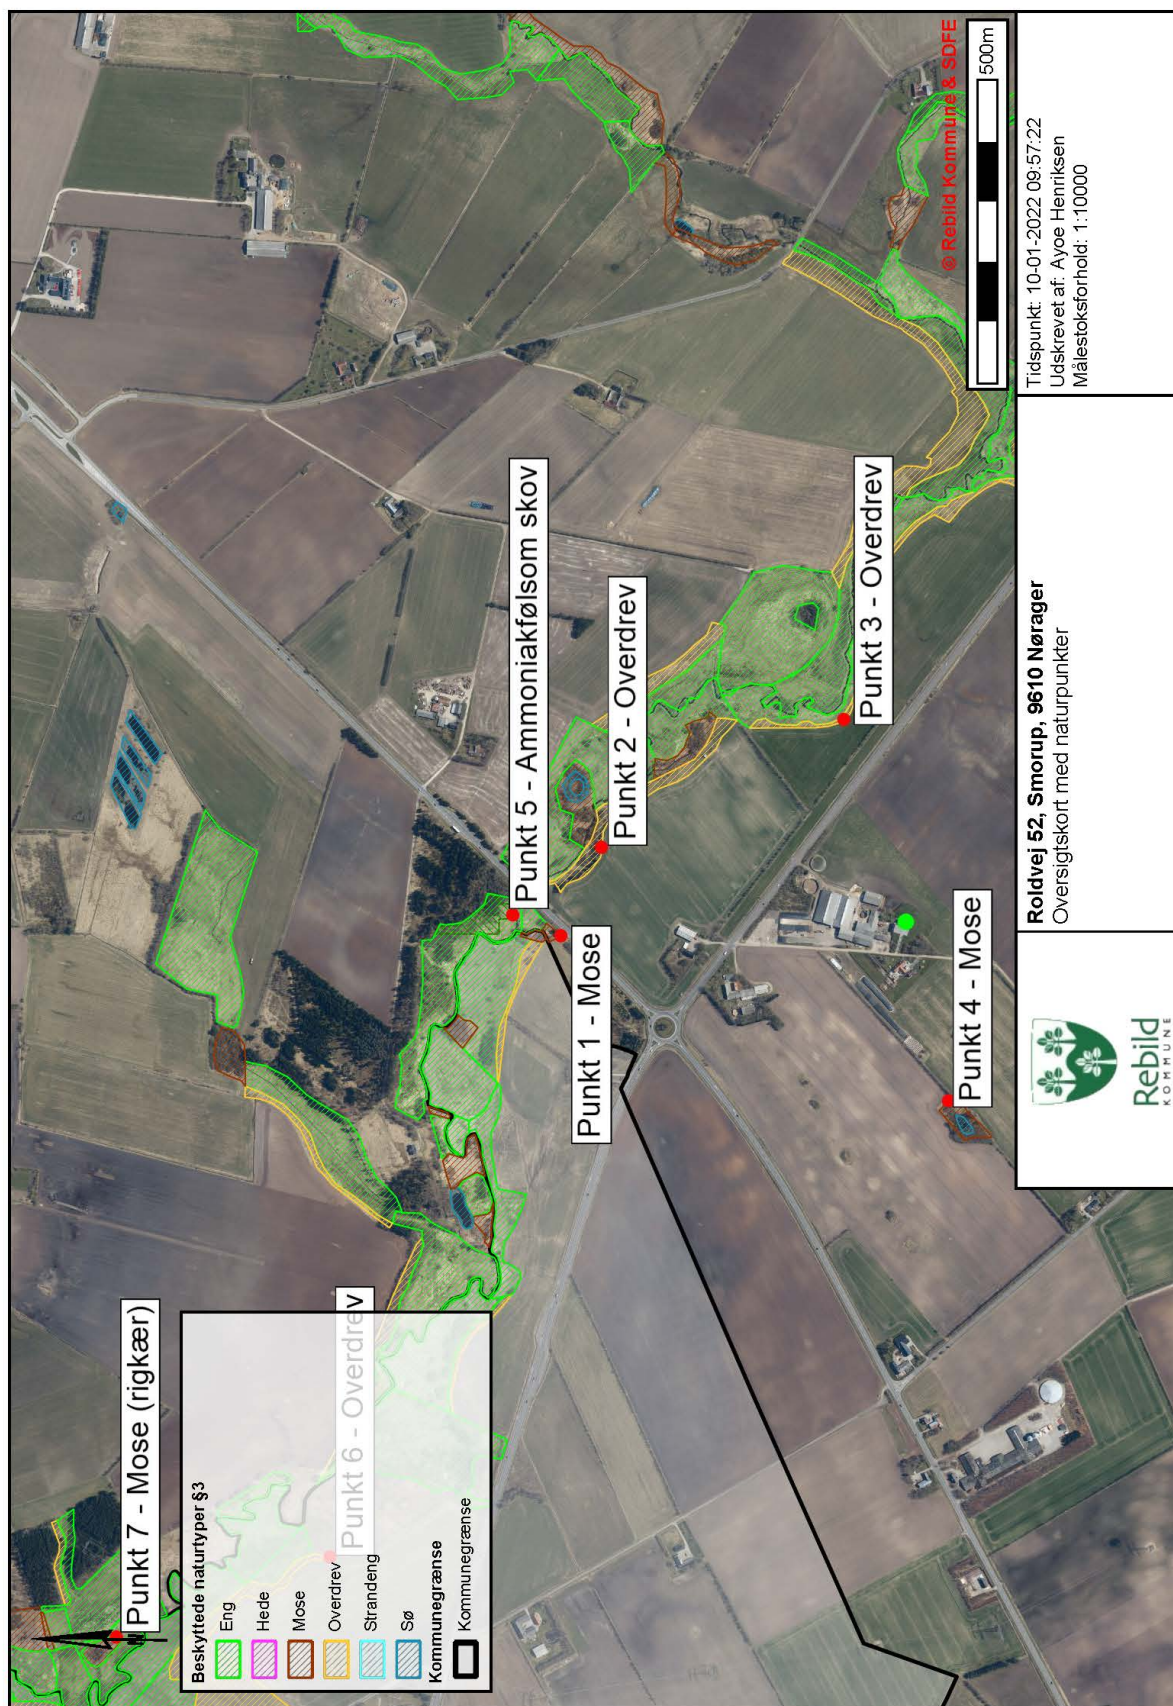 Punkt 7 - Mose (rigkær)
N
Beskyttede naturtyper §3
Eng
Hede
Mose
Overdrev
Strandeng
Sø
Kommunegrænse
Kommunegrænse
Punkt 6 - Overdrev
Punkt 5 - Ammoniakfølsom skov
Punkt 1 - Mose
Punkt 2 - Overdrev
Punkt 3 - Overdrev
Punkt 4 - Mose
© Rebild Kommune & SDFE
500m
Rebild
KOMMUNE
Roldvej 52, Smorup, 9610 Nørager
Oversigtskort med naturpunkter
Tidspunkt: 10-01-2022 09:57:22
Udskrevet af: Ayoe Henriksen
Målestoksforhold: 1:10000